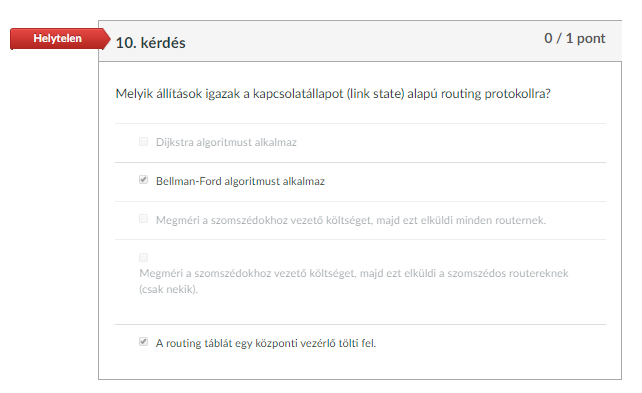 Helytelen
10. kérdés
0 / 1 pont
Melyik állítások igazak a kapcsolatállapot (link state) alapú routing protokollra?
Dijkstra algoritmust alkalmaz
Bellman-Ford algoritmust alkalmaz
Megméri a szomszédokhoz vezető költséget, majd ezt elküldi minden routernek.
Megméri a szomszédokhoz vezető költséget, majd ezt elküldi a szomszédos routereknek
(csak nekik).
A routing táblát egy központi vezérlő tölti fel.